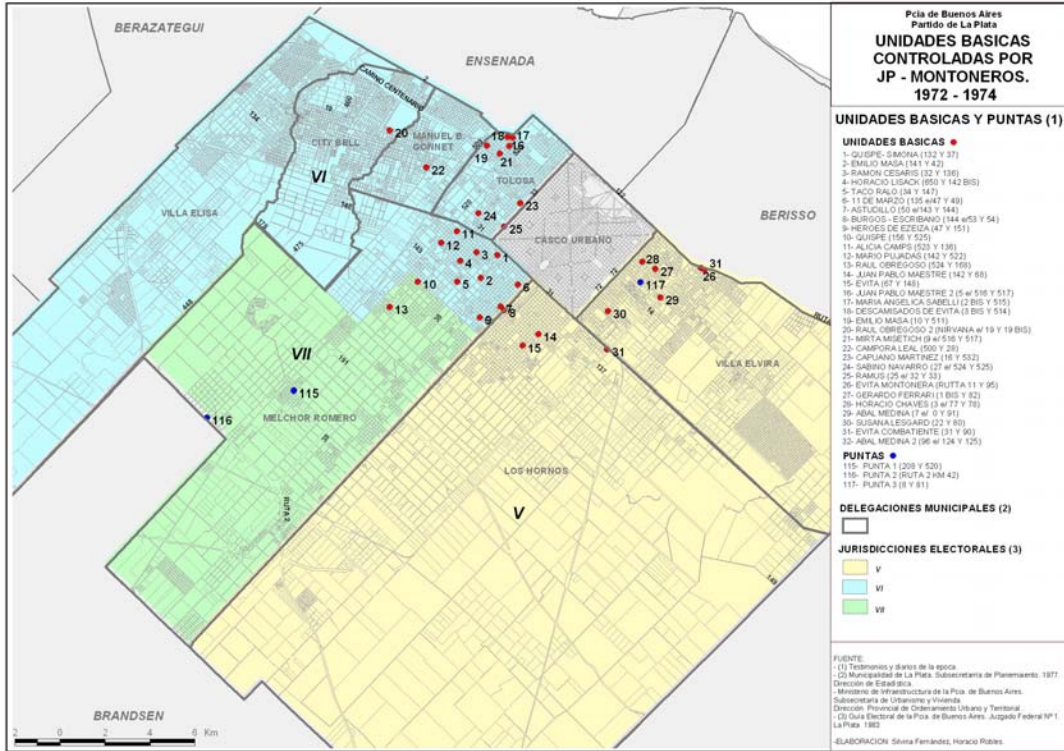 BERAZATEGUI
ENSENADA
BERISSO
BRANDSEN
CAMINO CENTENARIO
CITY BELL
MANUEL B.
GONNET
TOLOSA
VILLA ELISA
CASCO URBANO
VILLA ELVIRA
MELCHOR ROMERO
LOS HORNOS
RUTA 2
VI
VII
V
2 0 2 4 6 Km
Pcia de Buenos Aires
Partido de La Plata
UNIDADES BASICAS
CONTROLADAS POR
JP - MONTONEROS.
1972 - 1974
UNIDADES BASICAS Y PUNTAS (1)
UNIDADES BASICAS
1- QUISPE- SIMONA (132 Y 37)
2- EMILIO MASA (141 Y 42)
3- RAMON CESARIS (32 Y 136)
4- HORACIO LISACK (650 Y 142 BIS)
5- TACO RALO (34 Y 147)
6- 11 DE MARZO (135 e/47 Y 49)
7- ASTUDILLO (50 e/143 Y 144)
8- BURGOS - ESCRIBANO (144 e/53 Y 54)
9- HEROES DE EZEIZA (47 Y 151)
10- QUISPE (156 Y 525)
11- ALICIA CAMPS (523 Y 136)
12- MARIO PUJADAS (142 Y 522)
13- RAUL OBREGOSO (524 Y 168)
14- JUAN PABLO MAESTRE (142 Y 68)
15- EVITA (67 Y 148)
16- JUAN PABLO MAESTRE 2 (5 e/ 516 Y 517)
17- MARIA ANGELICA SABELLI (2 BIS Y 515)
18- DESCAMISADOS DE EVITA (3 BIS Y 514)
19- EMILIO MASA (10 Y 511)
20- RAUL OBREGOSO 2 (NIRVANA e/ 19 Y 19 BIS)
21- MIRTA MISETICH (9 e/ 516 Y 517)
22- CAMPORA LEAL (500 Y 28)
23- CAPUANO MARTINEZ (16 Y 532)
24- SABINO NAVARRO (27 e/ 524 Y 525)
25- RAMUS (25 e/ 32 Y 33)
26- EVITA MONTONERA (RUTTA 11 Y 95)
27- GERARDO FERRARI (1 BIS Y 82)
28- HORACIO CHAVES (3 e/ 77 Y 78)
29- ABAL MEDINA (7 e/ 0 Y 91)
30- SUSANA LESGARD (22 Y 80)
31- EVITA COMBATIENTE (31 Y 90)
32- ABAL MEDINA 2 (96 e/ 124 Y 125)
PUNTAS
115- PUNTA 1 (208 Y 520)
116- PUNTA 2 (RUTA 2 KM 42)
117- PUNTA 3 (8 Y 81)
DELEGACIONES MUNICIPALES (2)
JURISDICCIONES ELECTORALES (3)
V
VI
VII
FUENTE:
- (1) Testimonios y diarios de la epoca.
- (2) Municipalidad de La Plata. Subsecretaria de Planemaiento. 1977.
Dirección de Estadística.
- Ministerio de Infraestrucctura de la Pcia. de Buenos Aires.
Subsecretaria de Urbanismo y Vivienda.
Dirección Provincial de Ordenamiento Urbano y Territorial.
- (3) Guia Electoral de la Pcia. de Buenos Aires. Juzgado Federal Nº 1
La Plata. 1983
-ELABORACION: Silvina Fernández, Horacio Robles.